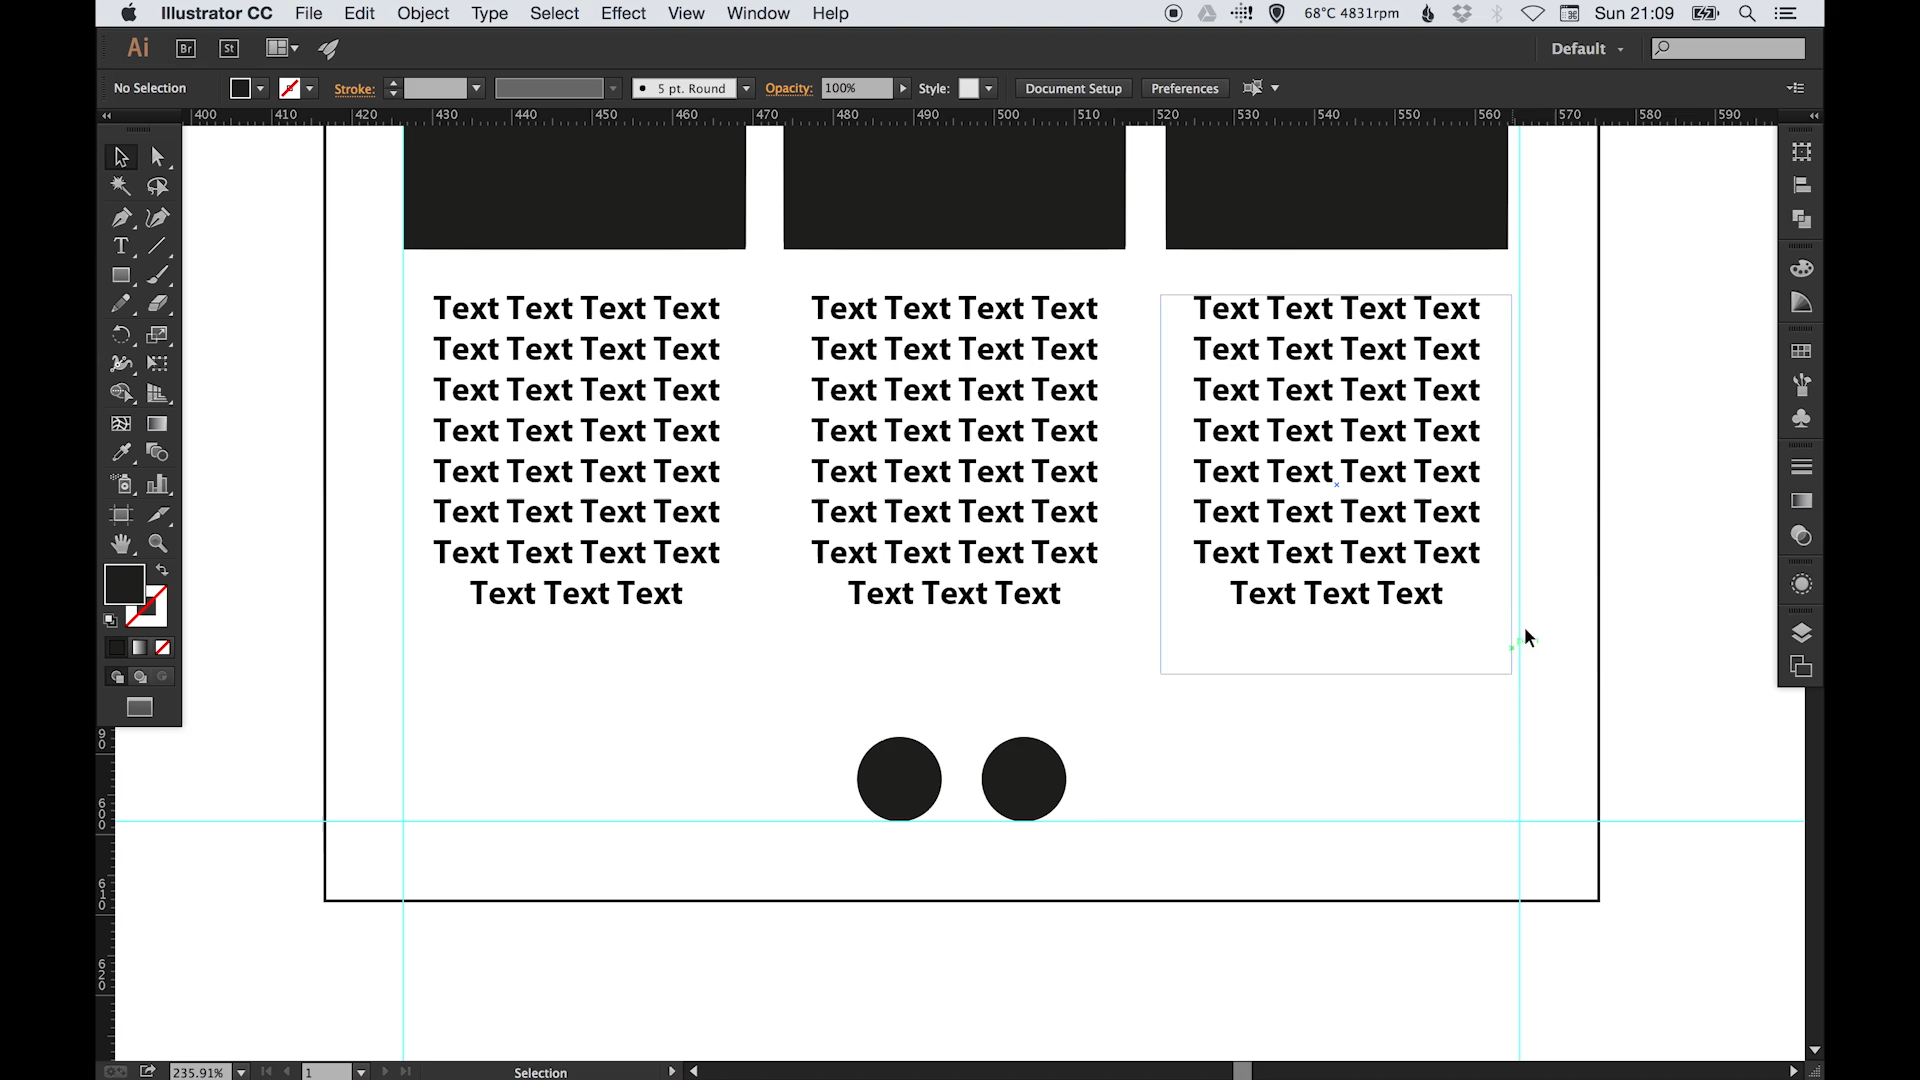 Illustrator CC File Edit Object Type Select Effect View Window Help 68°C 4831rpm Sun 21:09
Ai Br St Default
No Selection Stroke: 5 pt. Round Opacity: 100% Style: Document Setup Preferences
400 410 420 430 440 450 460 470 480 490 500 510 520 530 540 550 560 570 580 590
Text Text Text Text
Text Text Text Text
Text Text Text Text
Text Text Text Text
Text Text Text Text
Text Text Text Text
Text Text Text Text
Text Text Text
Text Text Text Text
Text Text Text Text
Text Text Text Text
Text Text Text Text
Text Text Text Text
Text Text Text Text
Text Text Text Text
Text Text Text
Text Text Text Text
Text Text Text Text
Text Text Text Text
Text Text Text Text
Text Text Text Text
Text Text Text Text
Text Text Text Text
Text Text Text
90
600
610
620
235.91% 1 Selection